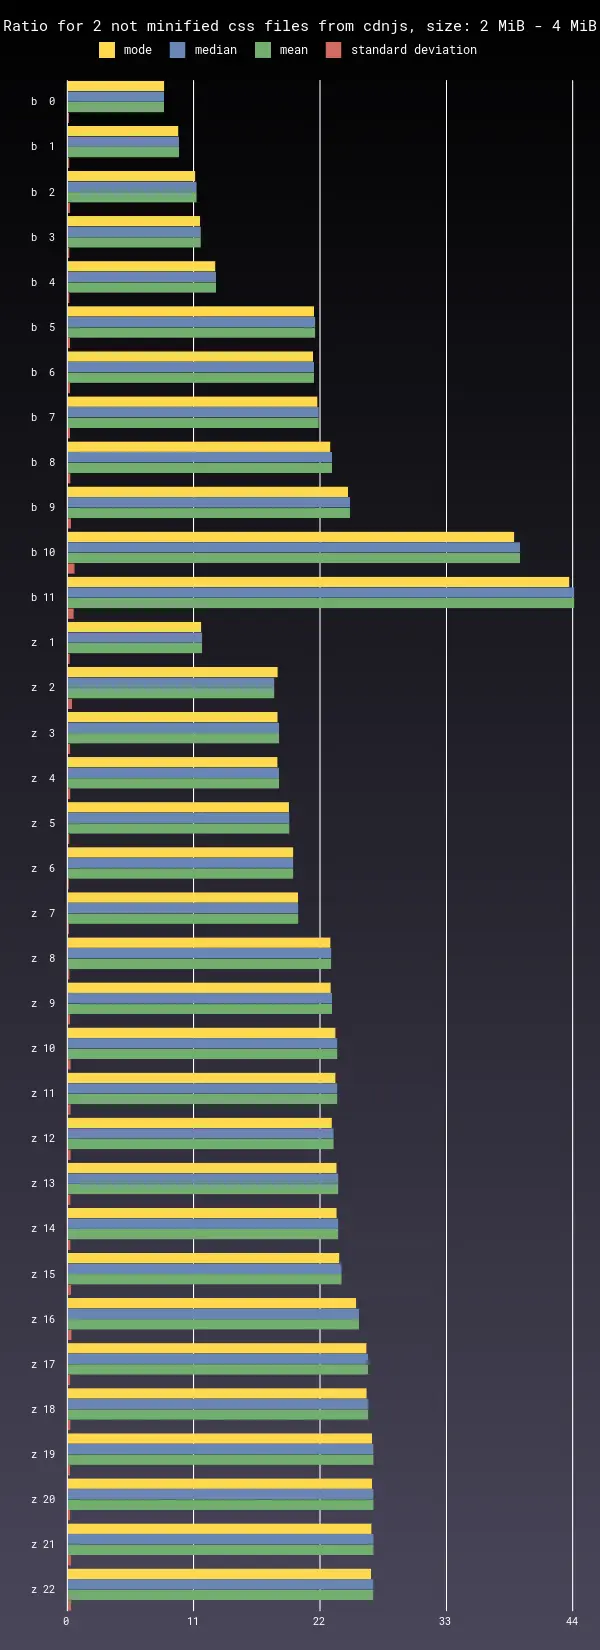 Ratio for 2 not minified css files from cdnjs, size: 2 MiB - 4 MiB
mode median mean standard deviation
b 0
b 1
b 2
b 3
b 4
b 5
b 6
b 7
b 8
b 9
b 10
b 11
z 1
z 2
z 3
z 4
z 5
z 6
z 7
z 8
z 9
z 10
z 11
z 12
z 13
z 14
z 15
z 16
z 17
z 18
z 19
z 20
z 21
z 22
0 11 22 33 44